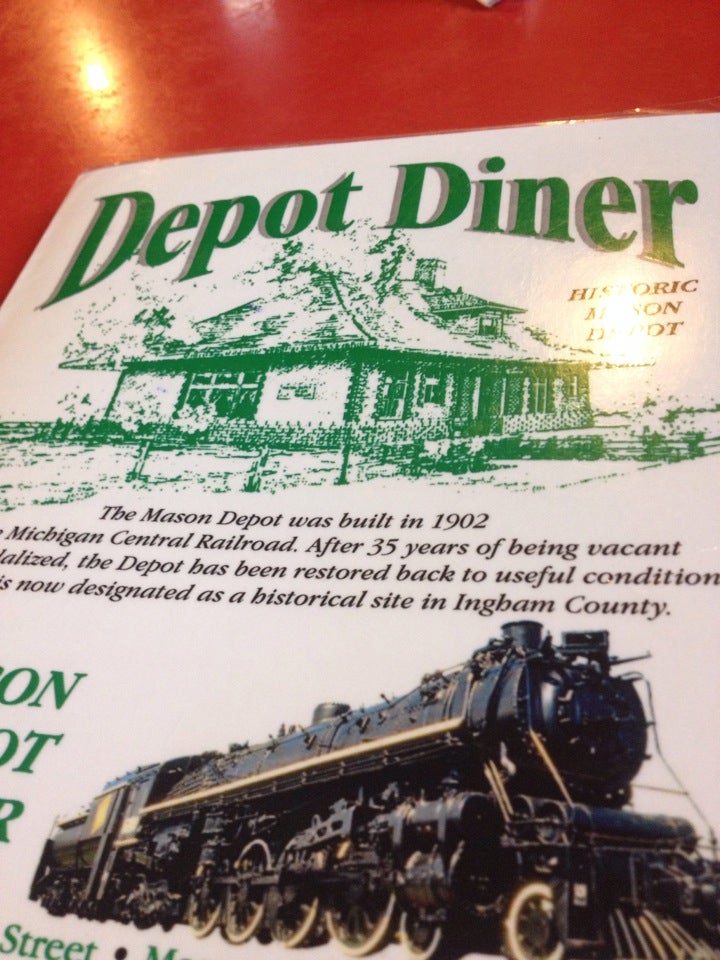 Depot Diner
HISTORIC
MASON
DEPOT
The Mason Depot was built in 1902
Michigan Central Railroad. After 35 years of being vacant
dalized, the Depot has been restored back to useful condition
is now designated as a historical site in Ingham County.
ON
OT
R
Street •